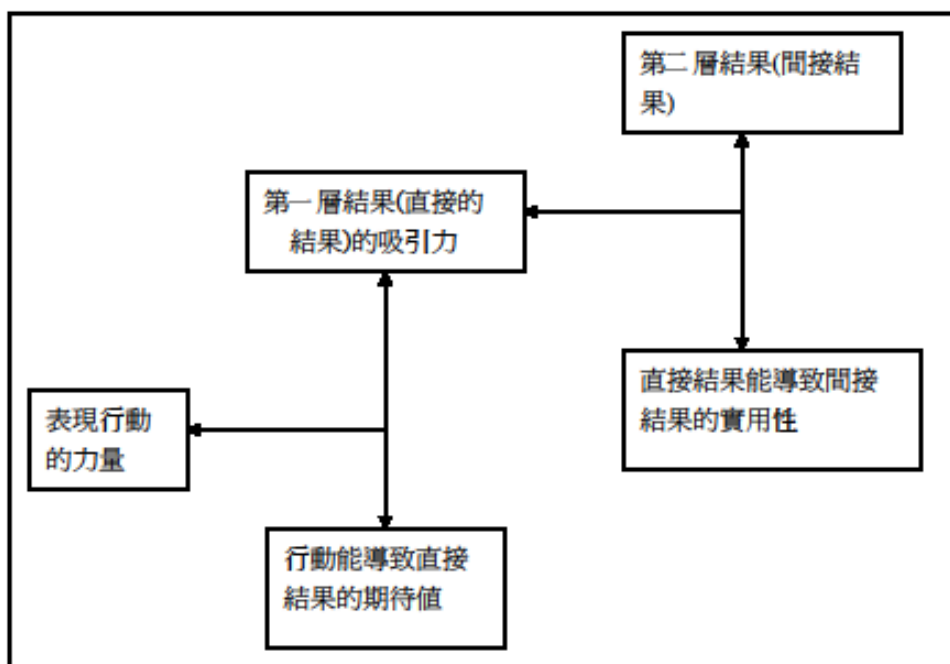 第二層結果(間接結
果)
第一層結果(直接的
結果)的吸引力
直接結果能導致間接
結果的實用性
表現行動
的力量
行動能導致直接
結果的期待值